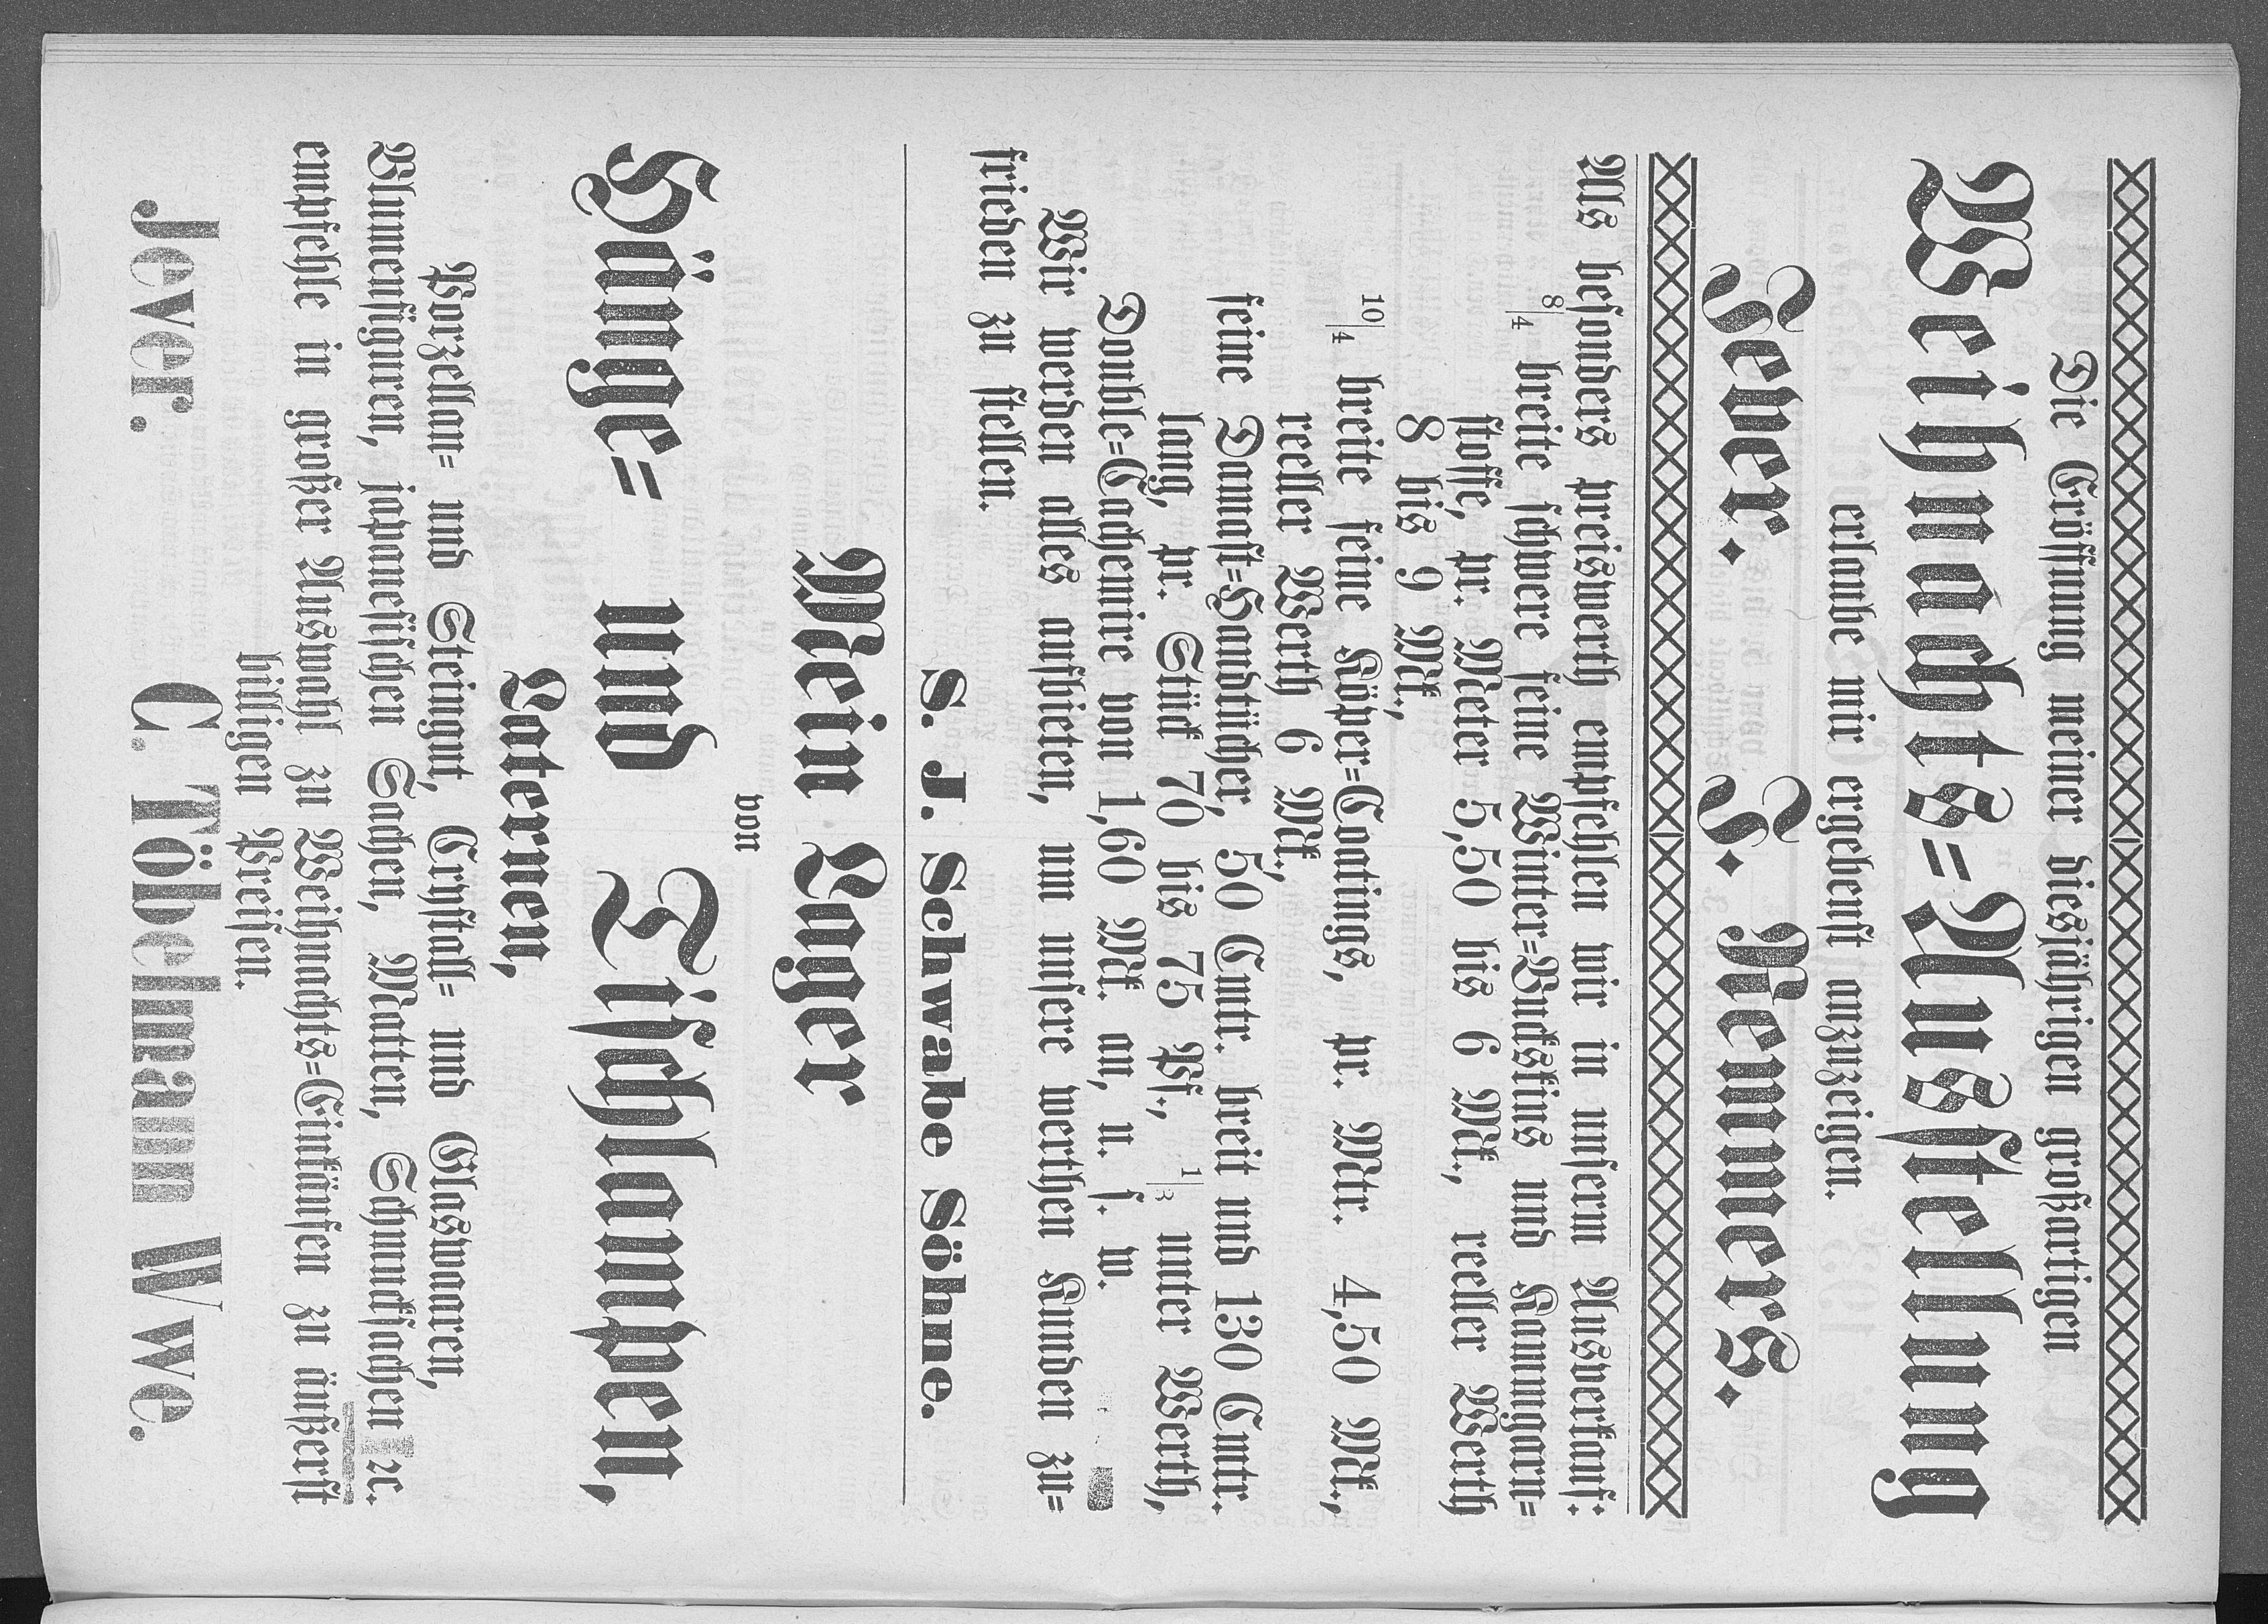 Die Eröffnung meiner diesjährigen großartigen
Weihnachts=Ausstellung
erlaube mir ergebenst anzuzeigen.
Jever. S. Remmers.
Als besonders preiswerth empfehlen wir in unserm Ausverkauf:
8/4 breite schwere feine Winter=Buckskins und Kammgarn=
stoffe, pr. Meter 5,50 bis 6 Mk., reeller Werth
8 bis 9 Mk.,
10/4 breite feine Köper=Coatings, pr. Mtr. 4,50 Mk.,
reeller Werth 6 Mk.,
feine Damast=Handtücher, 50 Cmtr. breit und 130 Cmtr.
lang, pr. Stück 70 bis 75 Pf., 1/3 unter Werth,
Double=Cachemire von 1,60 Mk. an, u. s. w.
Wir werden alles aufbieten, um unsere werthen Kunden zu=
frieden zu stellen.
S. J. Schwabe Söhne.
Mein Lager
von
Hänge= und Tischlampen,
Laternen,
Porzellan= und Steingut, Crystall= und Glaswaaren,
Blumenfiguren, japanesischen Sachen, Matten, Schmucksachen ꝛc.
empfehle in großer Auswahl zu Weihnachts=Einkäufen zu äußerst
billigen Preisen.
Jever. C. Töbelmann Wwe.